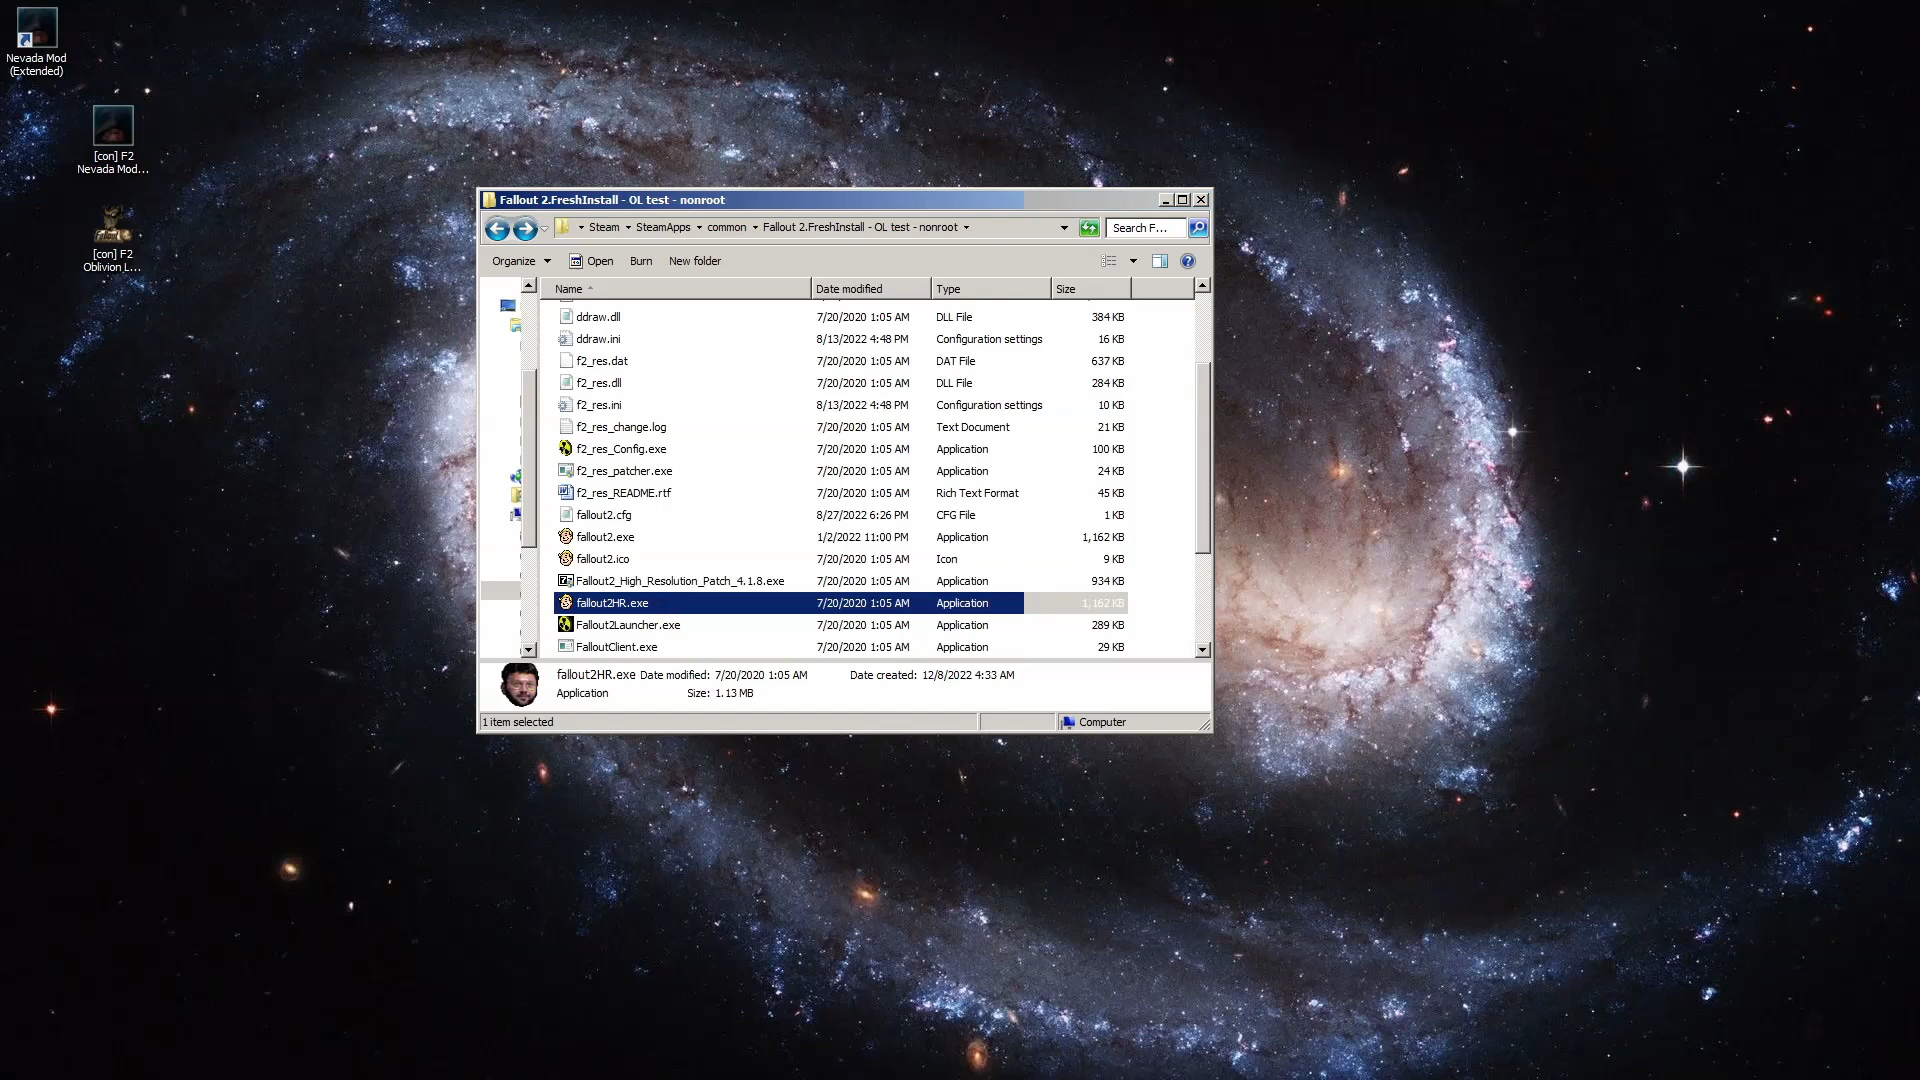 Nevada Mod
(Extended)
[con] F2
Nevada Mod...
[con] F2
Oblivion L...
Fallout 2.FreshInstall - OL test - nonroot
Steam SteamApps common Fallout 2.FreshInstall - OL test - nonroot Search F...
Organize Open Burn New folder
Name Date modified Type Size
ddraw.dll 7/20/2020 1:05 AM DLL File 384 KB
ddraw.ini 8/13/2022 4:48 PM Configuration settings 16 KB
f2_res.dat 7/20/2020 1:05 AM DAT File 637 KB
f2_res.dll 7/20/2020 1:05 AM DLL File 284 KB
f2_res.ini 8/13/2022 4:48 PM Configuration settings 10 KB
f2_res_change.log 7/20/2020 1:05 AM Text Document 21 KB
f2_res_Config.exe 7/20/2020 1:05 AM Application 100 KB
f2_res_patcher.exe 7/20/2020 1:05 AM Application 24 KB
f2_res_README.rtf 7/20/2020 1:05 AM Rich Text Format 45 KB
fallout2.cfg 8/27/2022 6:26 PM CFG File 1 KB
fallout2.exe 1/2/2022 11:00 PM Application 1,162 KB
fallout2.ico 7/20/2020 1:05 AM Icon 9 KB
Fallout2_High_Resolution_Patch_4.1.8.exe 7/20/2020 1:05 AM Application 934 KB
fallout2HR.exe 7/20/2020 1:05 AM Application 1,162 KB
Fallout2Launcher.exe 7/20/2020 1:05 AM Application 289 KB
FalloutClient.exe 7/20/2020 1:05 AM Application 29 KB
fallout2HR.exe Date modified: 7/20/2020 1:05 AM Date created: 12/8/2022 4:33 AM
Application Size: 1.13 MB
1 item selected Computer